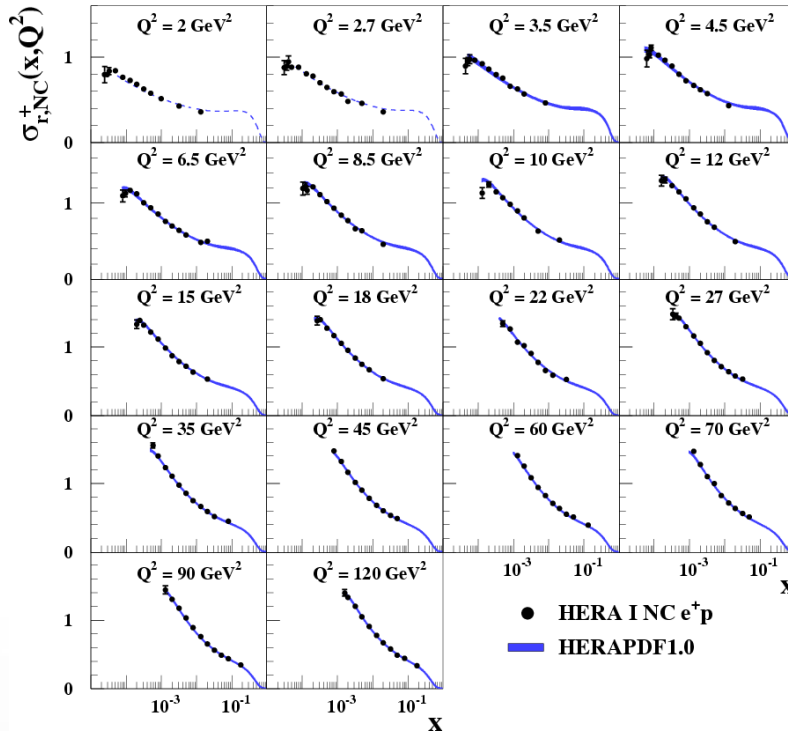 σ⁺r,NC(x,Q²)
Q² = 2 GeV²
Q² = 2.7 GeV²
Q² = 3.5 GeV²
Q² = 4.5 GeV²
1
0
Q² = 6.5 GeV²
Q² = 8.5 GeV²
Q² = 10 GeV²
Q² = 12 GeV²
1
0
Q² = 15 GeV²
Q² = 18 GeV²
Q² = 22 GeV²
Q² = 27 GeV²
1
0
Q² = 35 GeV²
Q² = 45 GeV²
Q² = 60 GeV²
Q² = 70 GeV²
1
0
10⁻³ 10⁻¹ 10⁻³ 10⁻¹
x
Q² = 90 GeV²
Q² = 120 GeV²
1
0
10⁻³ 10⁻¹ 10⁻³ 10⁻¹
x
HERA I NC e⁺p
HERAPDF1.0